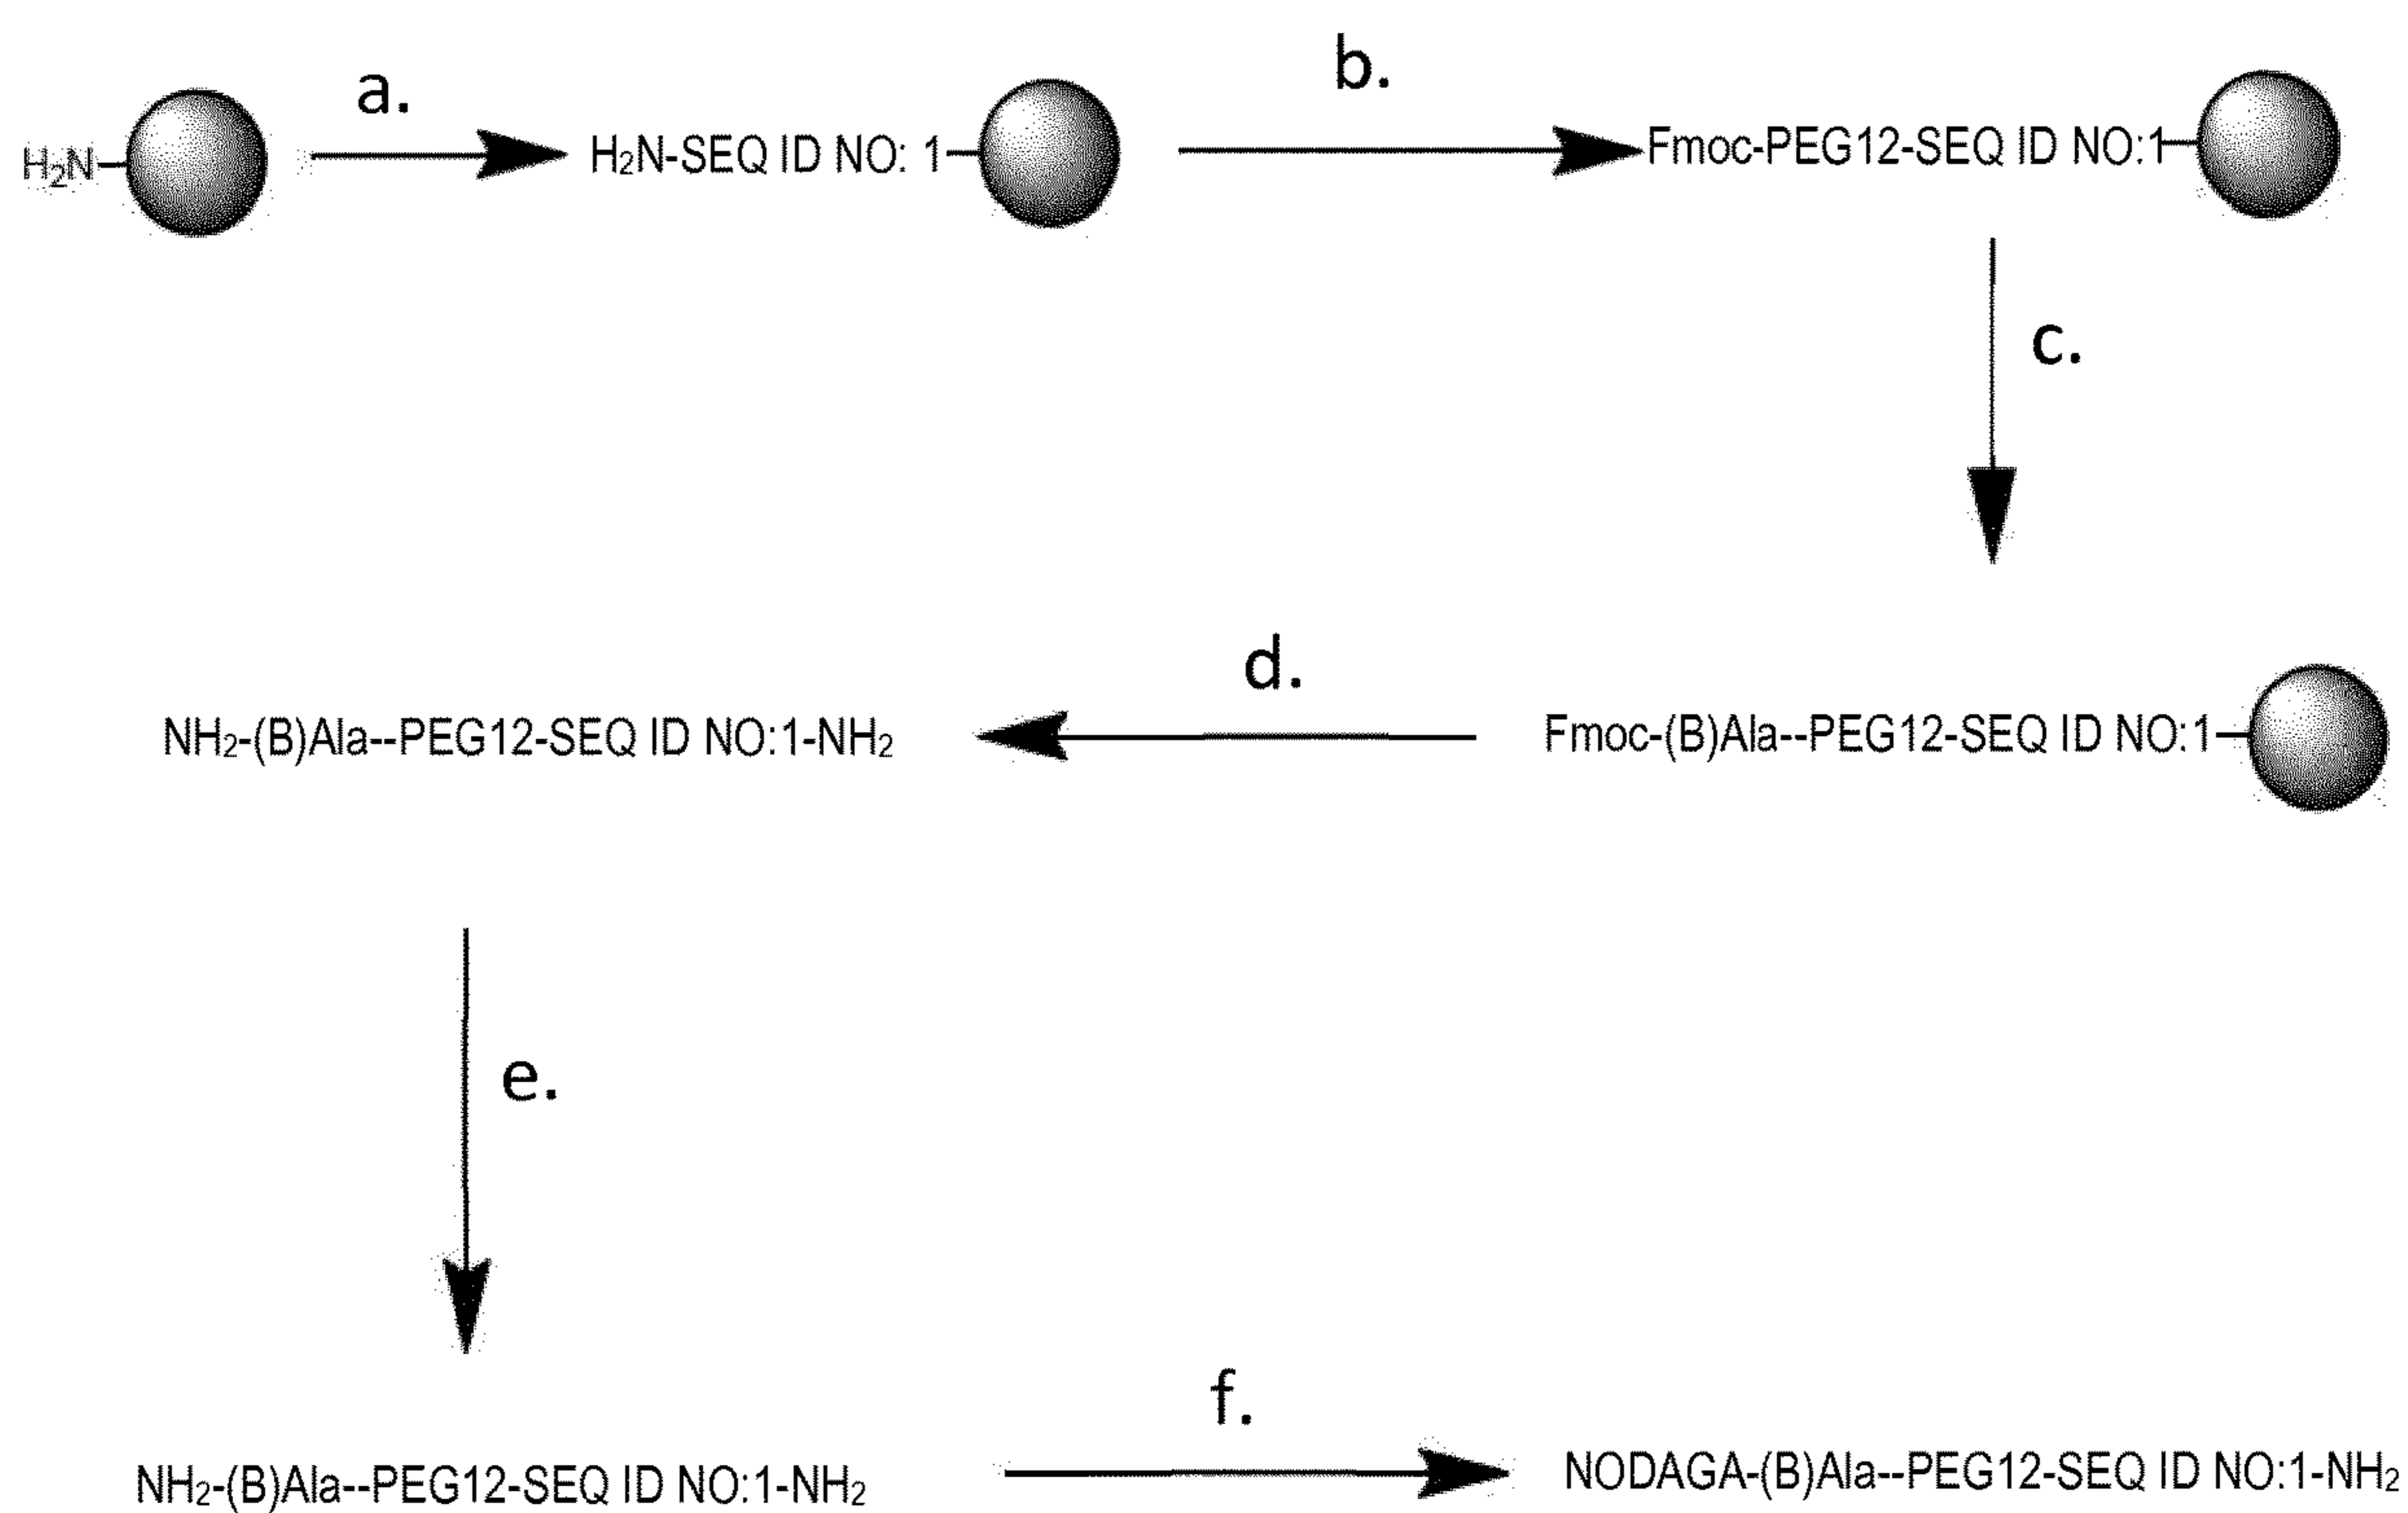 a.
b.
H₂N
H₂N-SEQ ID NO: 1
Fmoc-PEG12-SEQ ID NO:1
c.
d.
NH₂-(B)Ala--PEG12-SEQ ID NO:1-NH₂
Fmoc-(B)Ala--PEG12-SEQ ID NO:1
e.
f.
NH₂-(B)Ala--PEG12-SEQ ID NO:1-NH₂
NODAGA-(B)Ala--PEG12-SEQ ID NO:1-NH₂